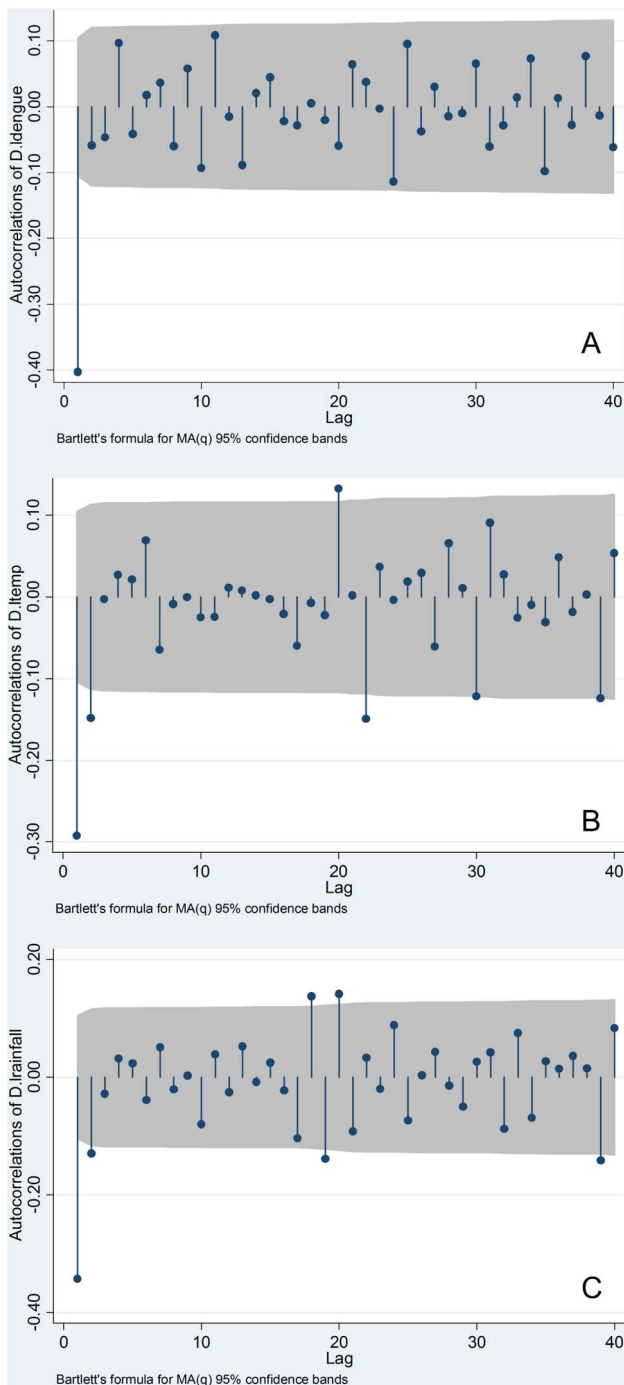 Autocorrelations of D.ldengue
0.10
0.00
-0.10
-0.20
-0.30
-0.40
A
0 10 20 30 40
Lag
Bartlett's formula for MA(q) 95% confidence bands
Autocorrelations of D.ltemp
0.10
0.00
-0.10
-0.20
-0.30
B
0 10 20 30 40
Lag
Bartlett's formula for MA(q) 95% confidence bands
Autocorrelations of D.lrainfall
0.20
0.00
-0.20
-0.40
C
0 10 20 30 40
Lag
Bartlett's formula for MA(q) 95% confidence bands